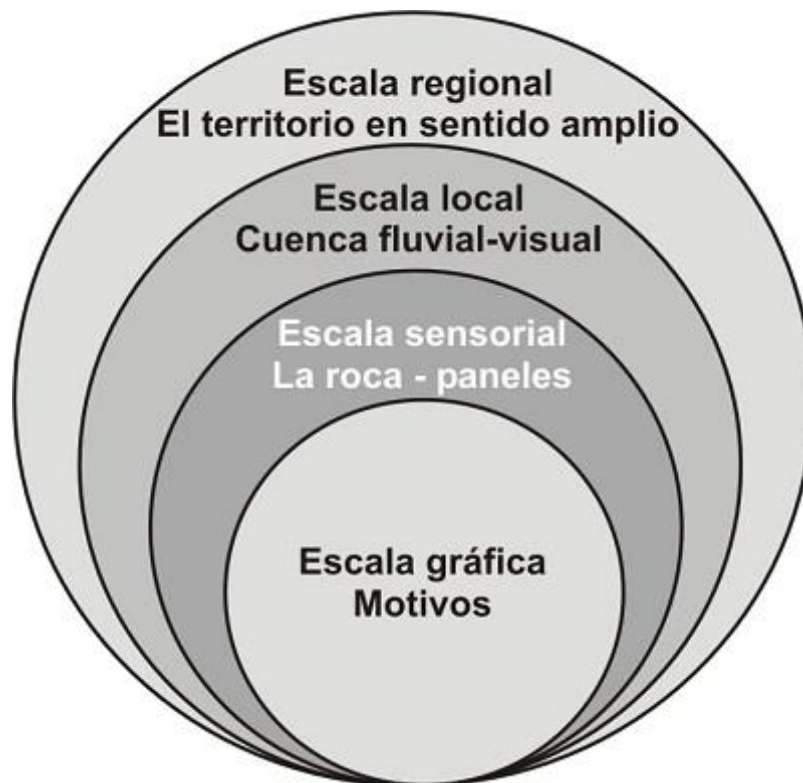 Escala regional
El territorio en sentido amplio
Escala local
Cuenca fluvial-visual
Escala sensorial
La roca - paneles
Escala gráfica
Motivos